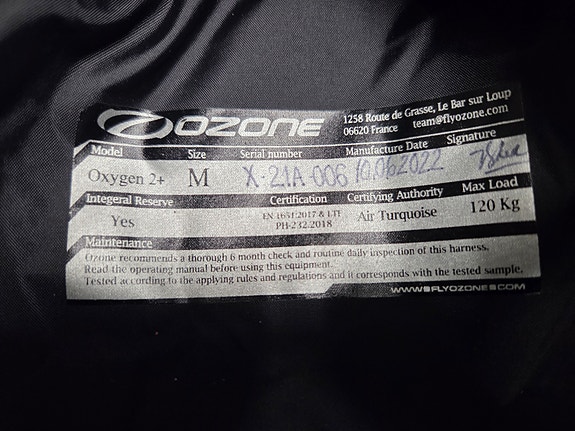 OZONE
1258 Route de Grasse, Le Bar sur Loup
06620 France team@flyozone.com
Model Size Serial number Manufacture Date Signature
Oxygen 2+ M X-21A-006 10.062022
Integral Reserve Certification Certifying Authority Max Load
Yes EN 1651:2017 & LTF Air Turquoise 120 Kg
PH-232.2018
Maintenance
Ozone recommends a thorough 6 month check and routine daily inspection of this harness.
Read the operating manual before using this equipment.
Tested according to the applying rules and regulations and it corresponds with the tested sample.
WWW.FLYOZONE.COM